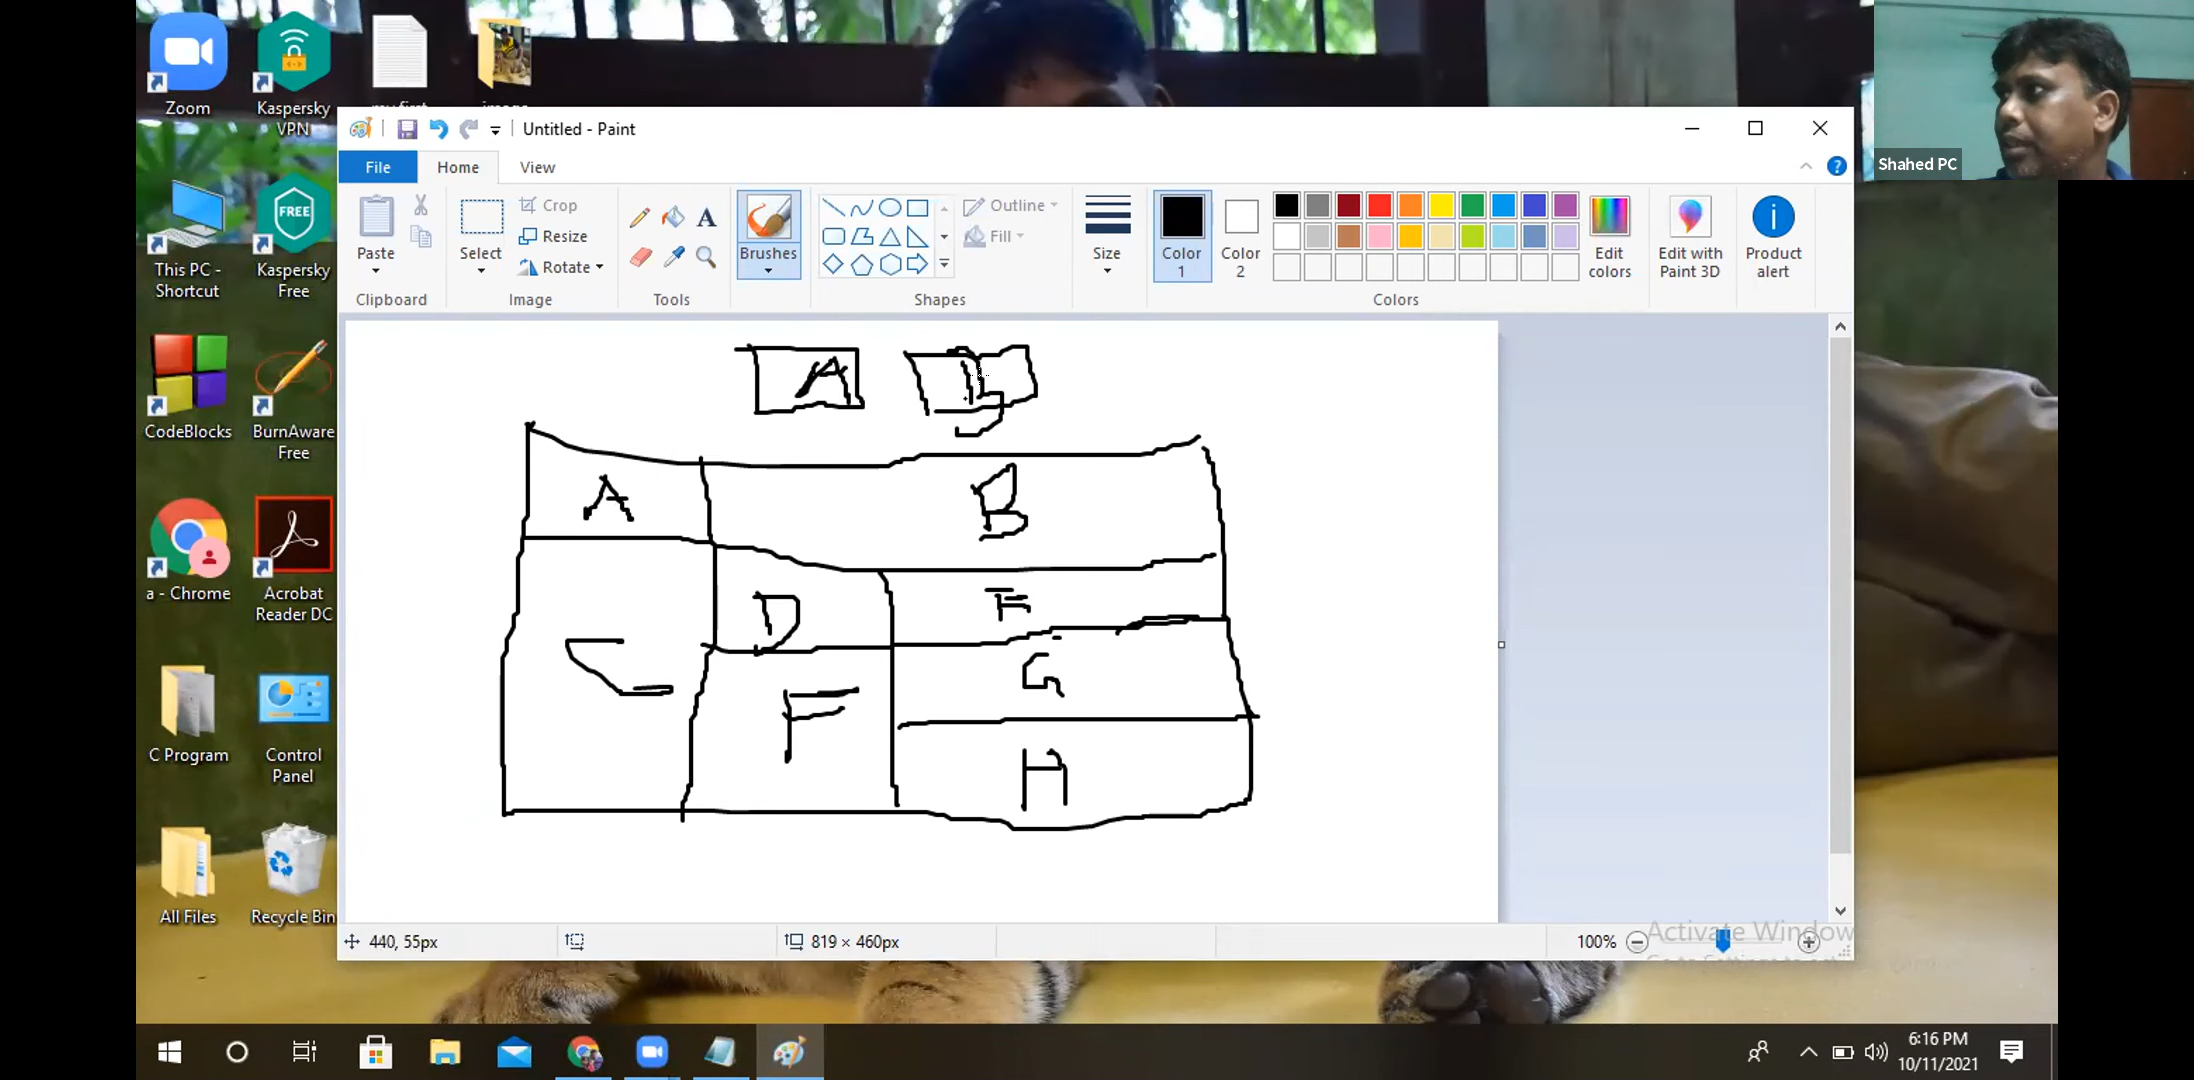 Zoom
Kaspersky VPN
Untitled - Paint
File Home View
Shahed PC
Paste
Select
Crop
Resize
Rotate
Brushes
Outline
Fill
Size
Color 1
Color 2
Edit colors
Edit with Paint 3D
Product alert
Clipboard
Image
Tools
Shapes
Colors
This PC - Shortcut
FREE
Kaspersky Free
CodeBlocks
BurnAware Free
a - Chrome
Acrobat Reader DC
C Program
Control Panel
All Files
Recycle Bin
A
A
B
D
E
C
F
G
H
440, 55px
819 × 460px
100%
Activate Window
6:16 PM
10/11/2021